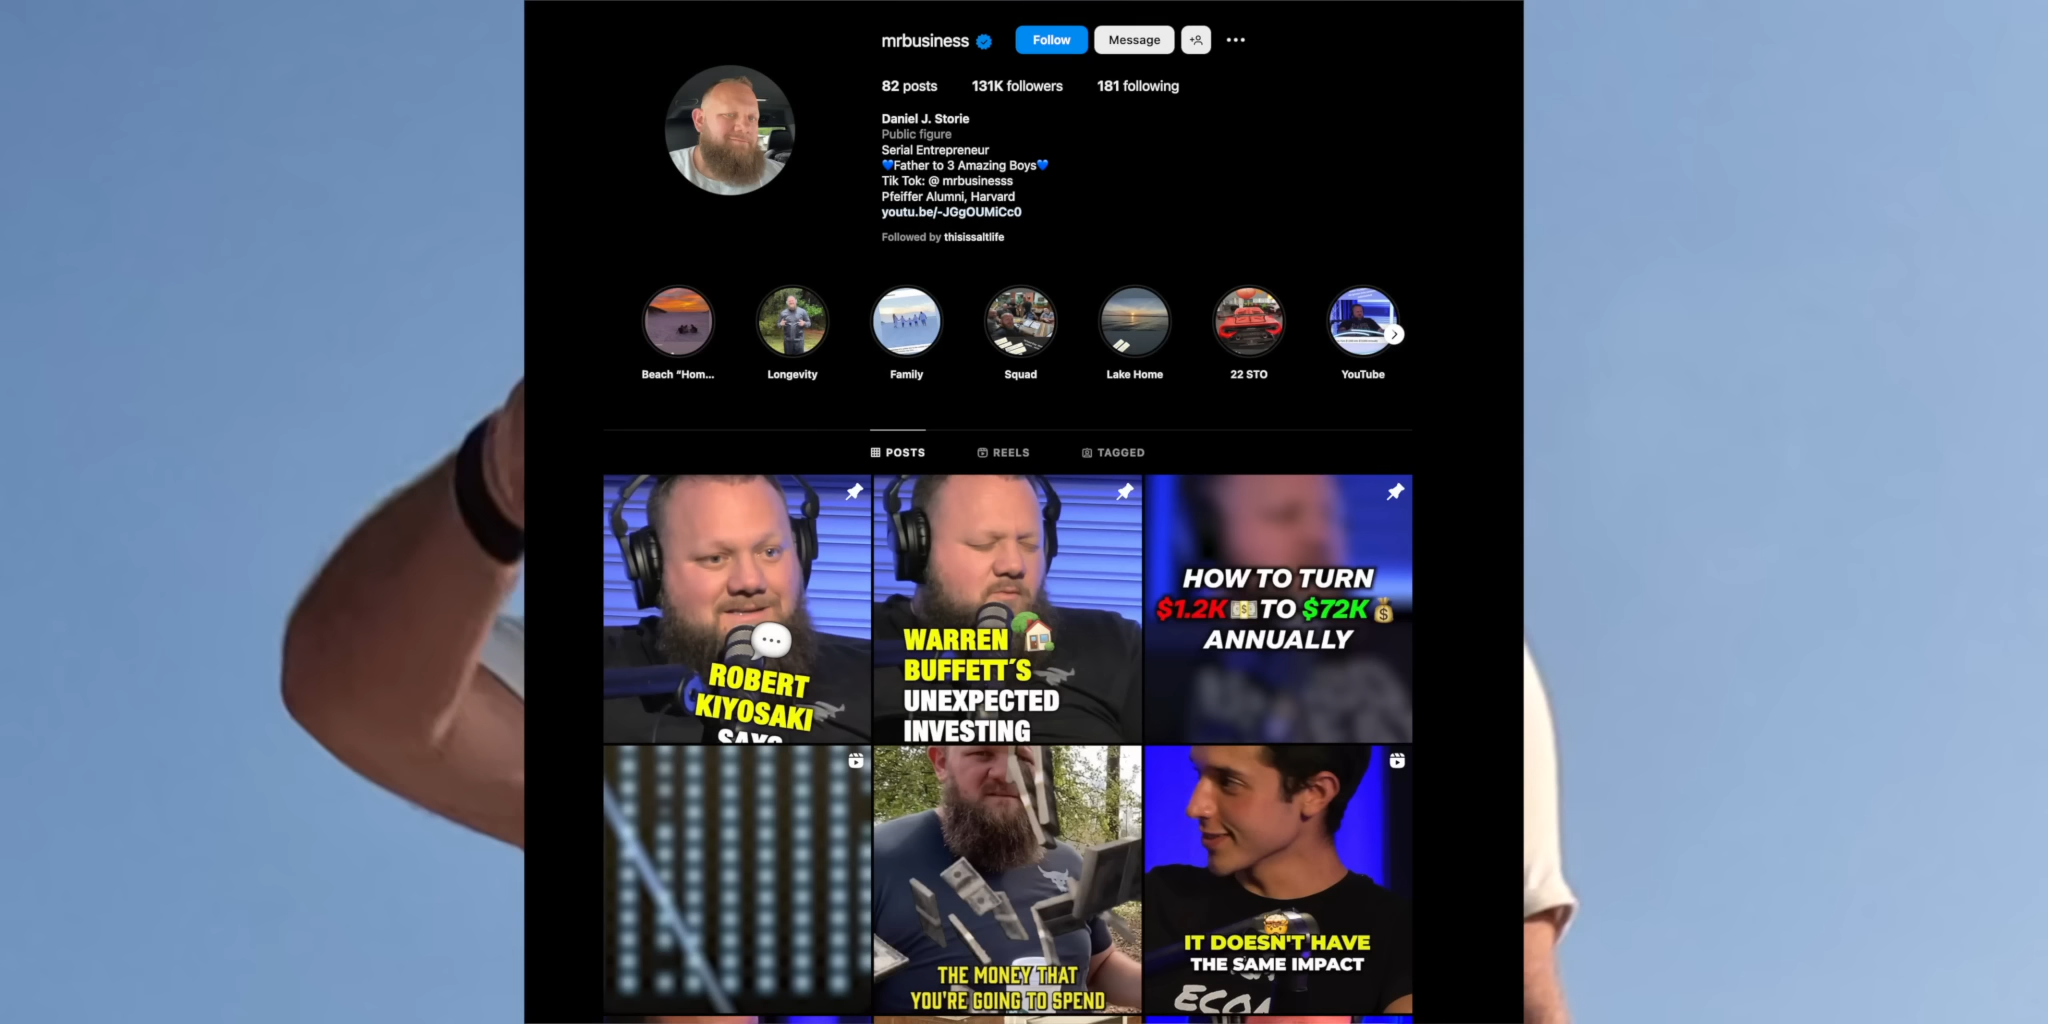 mrbusiness
Follow
Message
82 posts
131K followers
181 following
Daniel J. Storie
Public figure
Serial Entrepreneur
💙Father to 3 Amazing Boys💙
Tik Tok: @ mrbusinesss
Pfeiffer Alumni, Harvard
youtu.be/-JGgOUMiCc0
Followed by thisissaltlife
Beach "Hom...
Longevity
Family
Squad
Lake Home
22 STO
YouTube
POSTS
REELS
TAGGED
ROBERT
KIYOSAKI
SAYS
WARREN
BUFFETT'S
UNEXPECTED
INVESTING
HOW TO TURN
$1.2K💵TO $72K💰
ANNUALLY
THE MONEY THAT
YOU'RE GOING TO SPEND
IT DOESN'T HAVE
THE SAME IMPACT